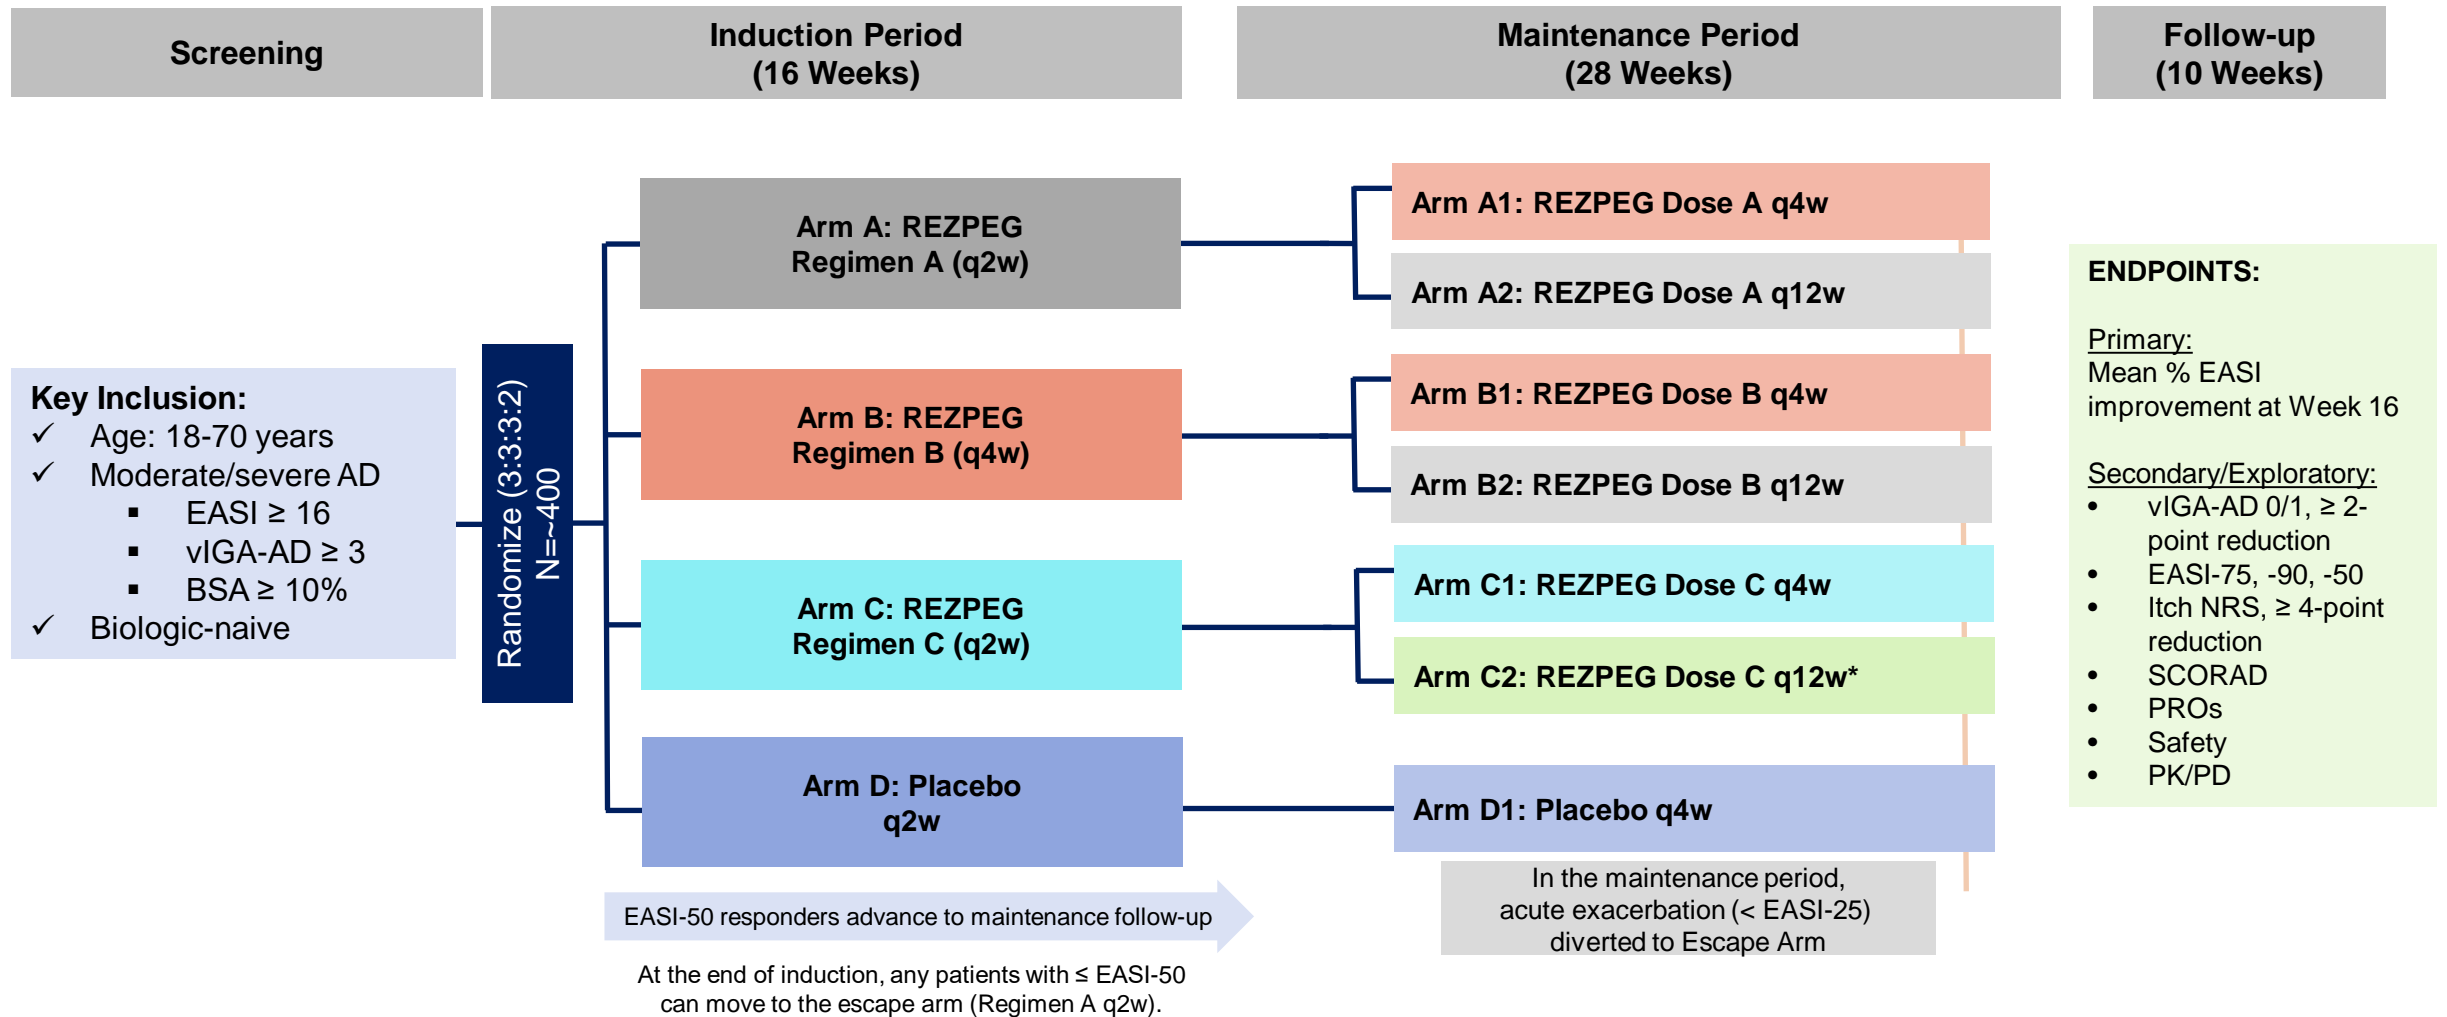 Screening
Induction Period
(16 Weeks)
Maintenance Period
(28 Weeks)
Follow-up
(10 Weeks)
Key Inclusion:
✓ Age: 18-70 years
✓ Moderate/severe AD
▪ EASI ≥ 16
▪ vIGA-AD ≥ 3
▪ BSA ≥ 10%
✓ Biologic-naive
Randomize (3:3:3:2)
N=~400
Arm A: REZPEG
Regimen A (q2w)
Arm B: REZPEG
Regimen B (q4w)
Arm C: REZPEG
Regimen C (q2w)
Arm D: Placebo
q2w
EASI-50 responders advance to maintenance follow-up
At the end of induction, any patients with ≤ EASI-50
can move to the escape arm (Regimen A q2w).
Arm A1: REZPEG Dose A q4w
Arm A2: REZPEG Dose A q12w
Arm B1: REZPEG Dose B q4w
Arm B2: REZPEG Dose B q12w
Arm C1: REZPEG Dose C q4w
Arm C2: REZPEG Dose C q12w*
Arm D1: Placebo q4w
In the maintenance period,
acute exacerbation (< EASI-25)
diverted to Escape Arm
ENDPOINTS:
Primary:
Mean % EASI
improvement at Week 16
Secondary/Exploratory:
• vIGA-AD 0/1, ≥ 2-
point reduction
• EASI-75, -90, -50
• Itch NRS, ≥ 4-point
reduction
• SCORAD
• PROs
• Safety
• PK/PD